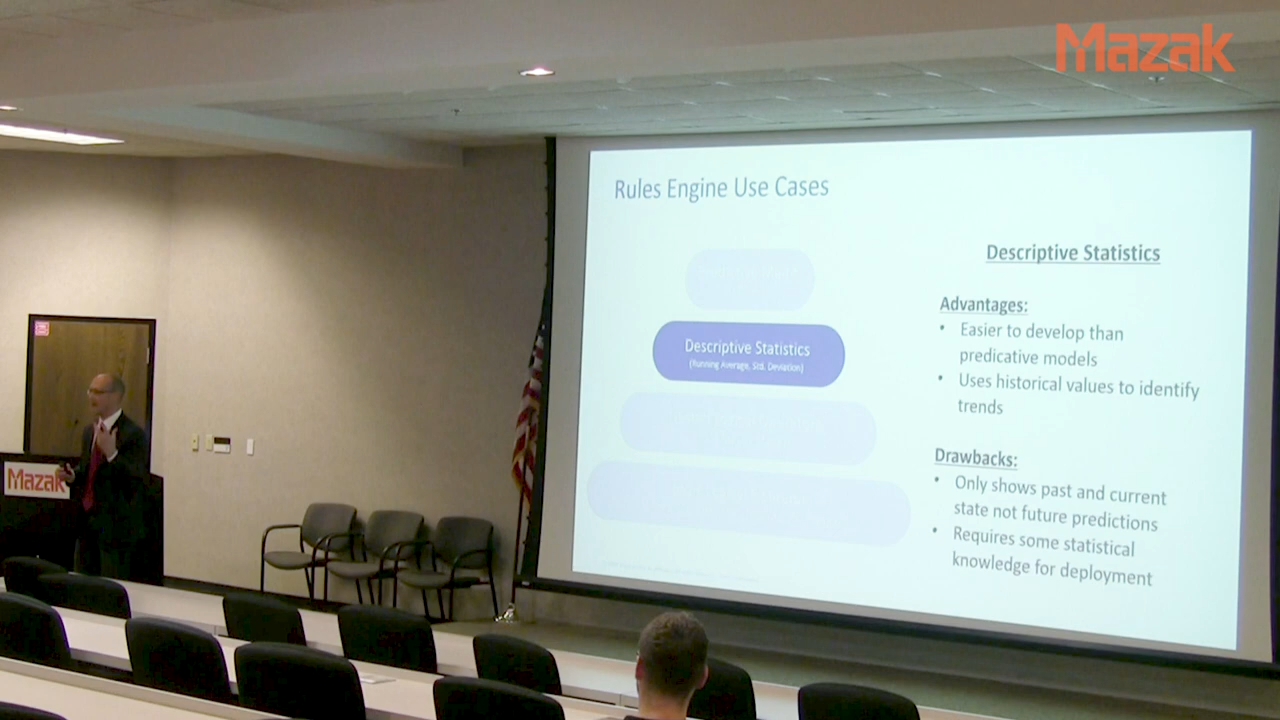 Mazak
Rules Engine Use Cases
Descriptive Statistics
(Running Average, Std. Deviation)
Descriptive Statistics
Advantages:
• Easier to develop than
predicative models
• Uses historical values to identify
trends
Drawbacks:
• Only shows past and current
state not future predictions
• Requires some statistical
knowledge for deployment
Mazak